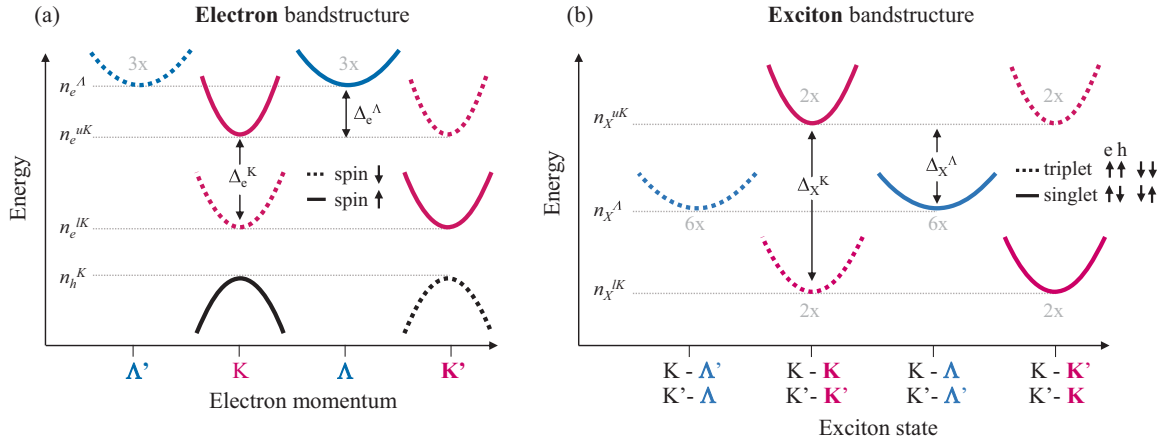 (a) Electron bandstructure
3x 3x
n_e^Λ
Δ_e^Λ
n_e^uK
Δ_e^K
spin ↓
spin ↑
n_e^lK
n_h^K
Energy
Λ' K Λ K'
Electron momentum
(b) Exciton bandstructure
2x 2x
n_X^uK
Δ_X^K Δ_X^Λ
e h
triplet ↑↑ ↓↓
singlet ↑↓ ↓↑
n_X^Λ
6x 6x
n_X^lK
2x 2x
Energy
K - Λ' K - K K - Λ K - K'
K'- Λ K'- K' K'- Λ' K'- K
Exciton state